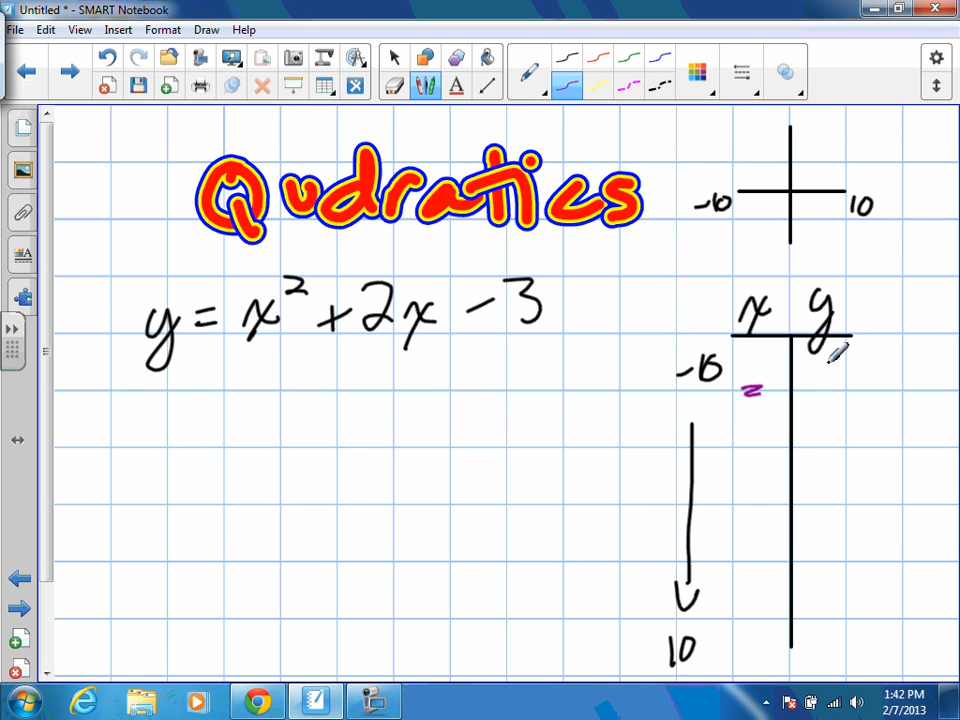 Untitled * - SMART Notebook
File Edit View Insert Format Draw Help
Qudratics
-10 10
y = x² + 2x - 3
x y
-10
10
1:42 PM
2/7/2013